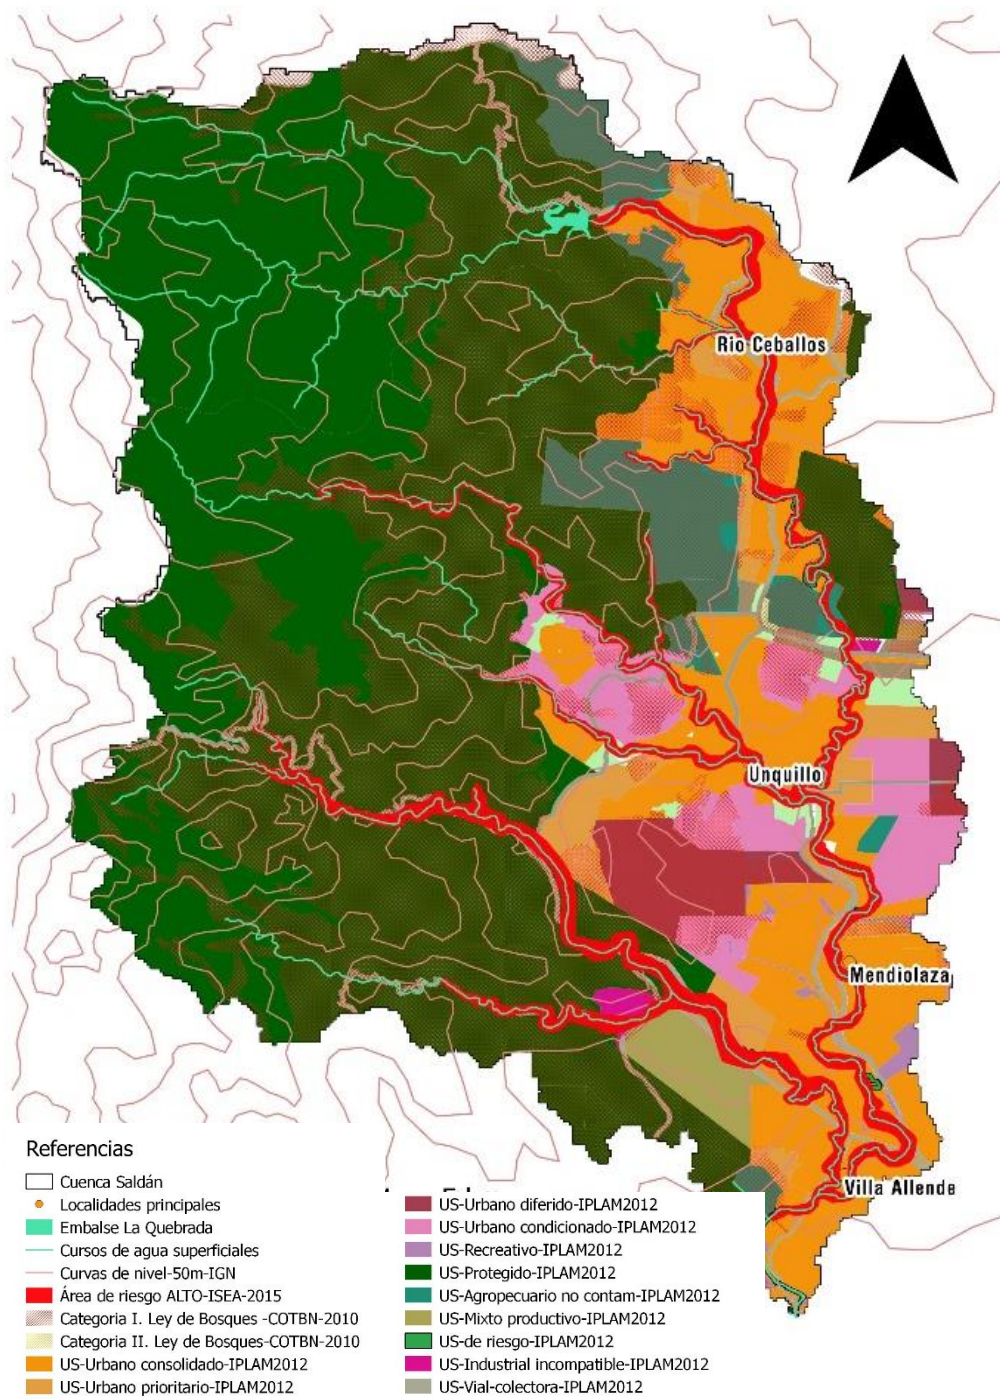 Rio Ceballos
Unquillo
Mendiolaza
Villa Allende
Referencias
Cuenca Saldán
Localidades principales
Embalse La Quebrada
Cursos de agua superficiales
Curvas de nivel-50m-IGN
Área de riesgo ALTO-ISEA-2015
Categoria I. Ley de Bosques -COTBN-2010
Categoria II. Ley de Bosques-COTBN-2010
US-Urbano consolidado-IPLAM2012
US-Urbano prioritario-IPLAM2012
US-Urbano diferido-IPLAM2012
US-Urbano condicionado-IPLAM2012
US-Recreativo-IPLAM2012
US-Protegido-IPLAM2012
US-Agropecuario no contam-IPLAM2012
US-Mixto productivo-IPLAM2012
US-de riesgo-IPLAM2012
US-Industrial incompatible-IPLAM2012
US-Vial-colectora-IPLAM2012